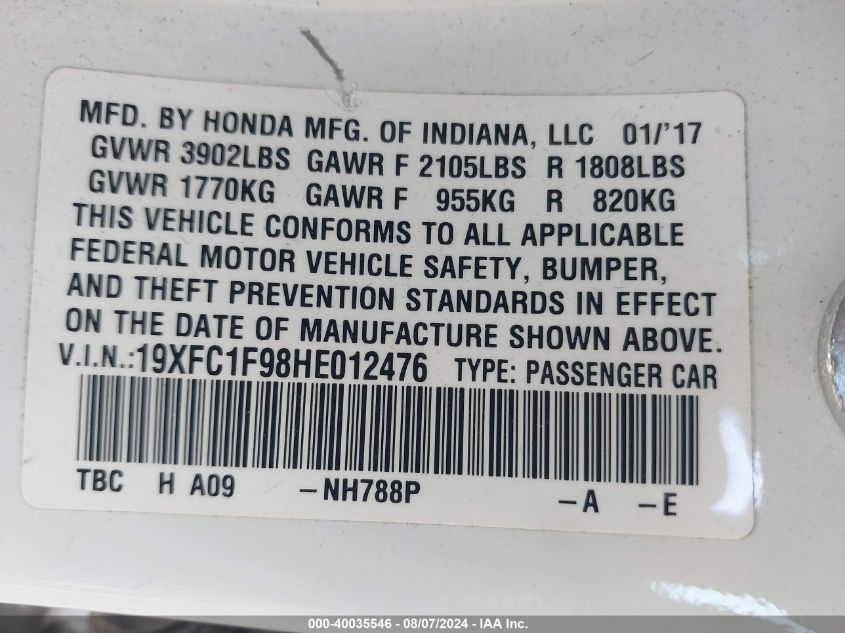 MFD. BY HONDA MFG. OF INDIANA, LLC 01/'17
GVWR 3902LBS GAWR F 2105LBS R 1808LBS
GVWR 1770KG GAWR F 955KG R 820KG
THIS VEHICLE CONFORMS TO ALL APPLICABLE
FEDERAL MOTOR VEHICLE SAFETY, BUMPER,
AND THEFT PREVENTION STANDARDS IN EFFECT
ON THE DATE OF MANUFACTURE SHOWN ABOVE.
V.I.N.:19XFC1F98HE012476 TYPE: PASSENGER CAR
TBC H A09 -NH788P -A -E
000-40035546 - 08/07/2024 - IAA Inc.